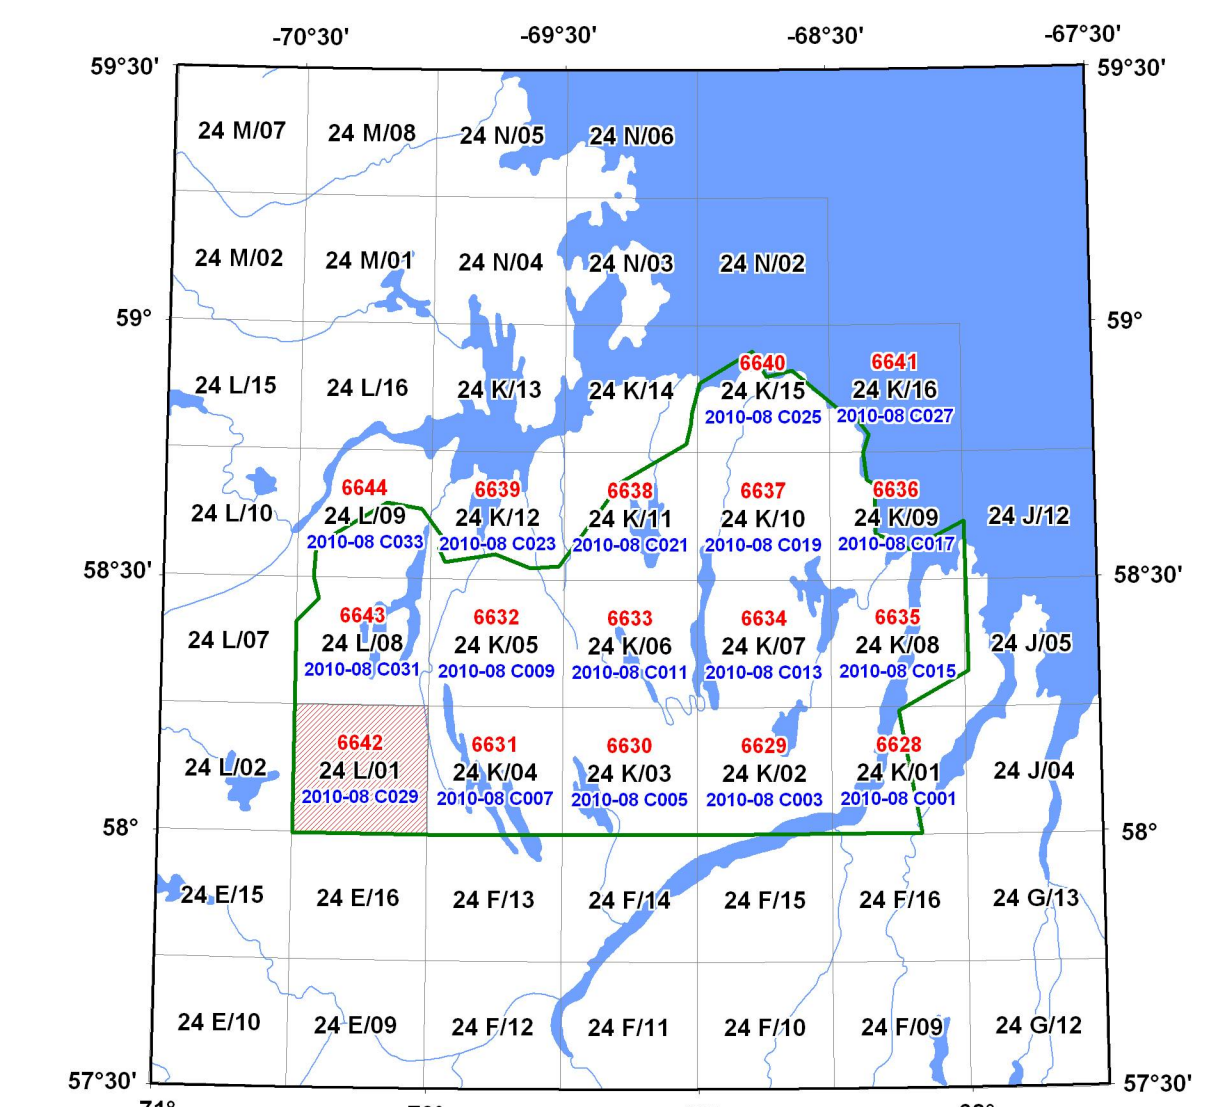 -70°30' -69°30' -68°30' -67°30'
59°30' 59°30'
24 M/07 24 M/08 24 N/05 24 N/06
24 M/02 24 M/01 24 N/04 24 N/03 24 N/02
59° 59°
6640 6641
24 L/15 24 L/16 24 K/13 24 K/14 24 K/15 24 K/16
2010-08 C025 2010-08 C027
6644 6639 6638 6637 6636
24 L/10 24 L/09 24 K/12 24 K/11 24 K/10 24 K/09 24 J/12
2010-08 C033 2010-08 C023 2010-08 C021 2010-08 C019 2010-08 C017
58°30' 58°30'
6643 6632 6633 6634 6635
24 L/07 24 L/08 24 K/05 24 K/06 24 K/07 24 K/08 24 J/05
2010-08 C031 2010-08 C009 2010-08 C011 2010-08 C013 2010-08 C015
6642 6631 6630 6629 6628
24 L/02 24 L/01 24 K/04 24 K/03 24 K/02 24 K/01 24 J/04
2010-08 C029 2010-08 C007 2010-08 C005 2010-08 C003 2010-08 C001
58° 58°
24 E/15 24 E/16 24 F/13 24 F/14 24 F/15 24 F/16 24 G/13
24 E/10 24 E/09 24 F/12 24 F/11 24 F/10 24 F/09 24 G/12
57°30' 57°30'